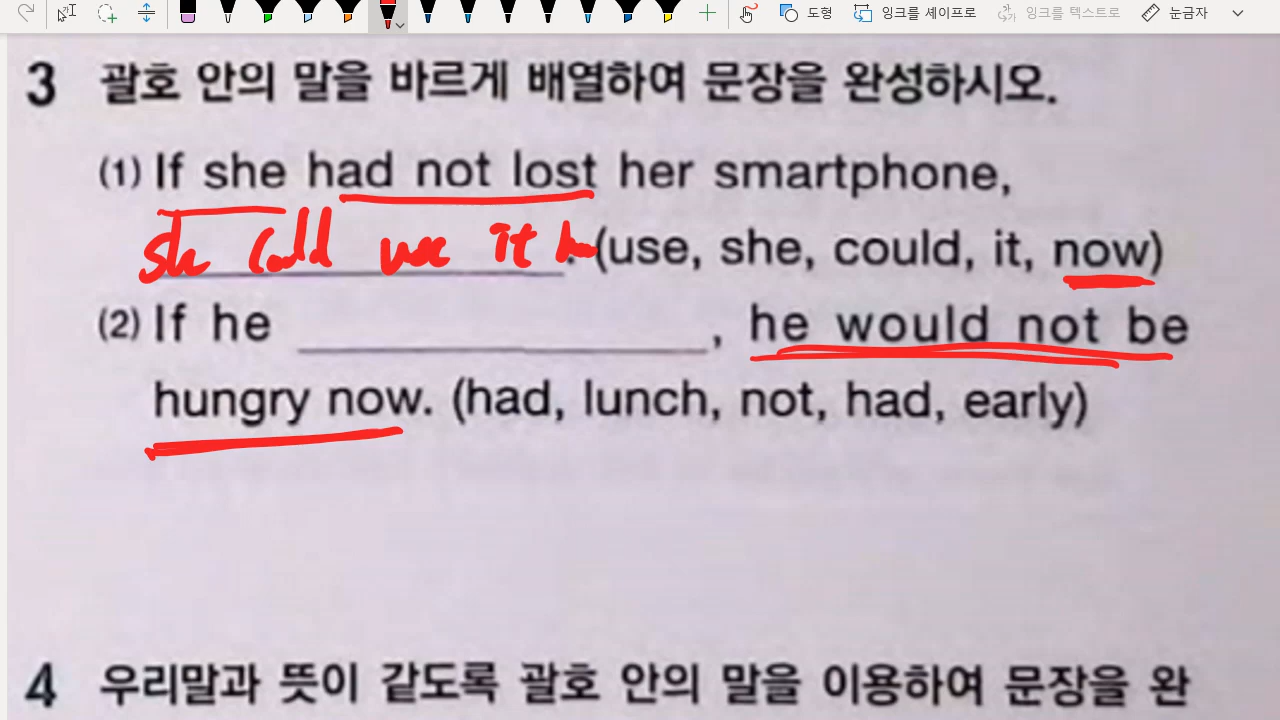 도형 잉크를 셰이프로 잉크를 텍스트로 눈금자
3 괄호 안의 말을 바르게 배열하여 문장을 완성하시오.
(1) If she had not lost her smartphone,
she could use it . (use, she, could, it, now)
(2) If he ____________, he would not be
hungry now. (had, lunch, not, had, early)
4 우리말과 뜻이 같도록 괄호 안의 말을 이용하여 문장을 완